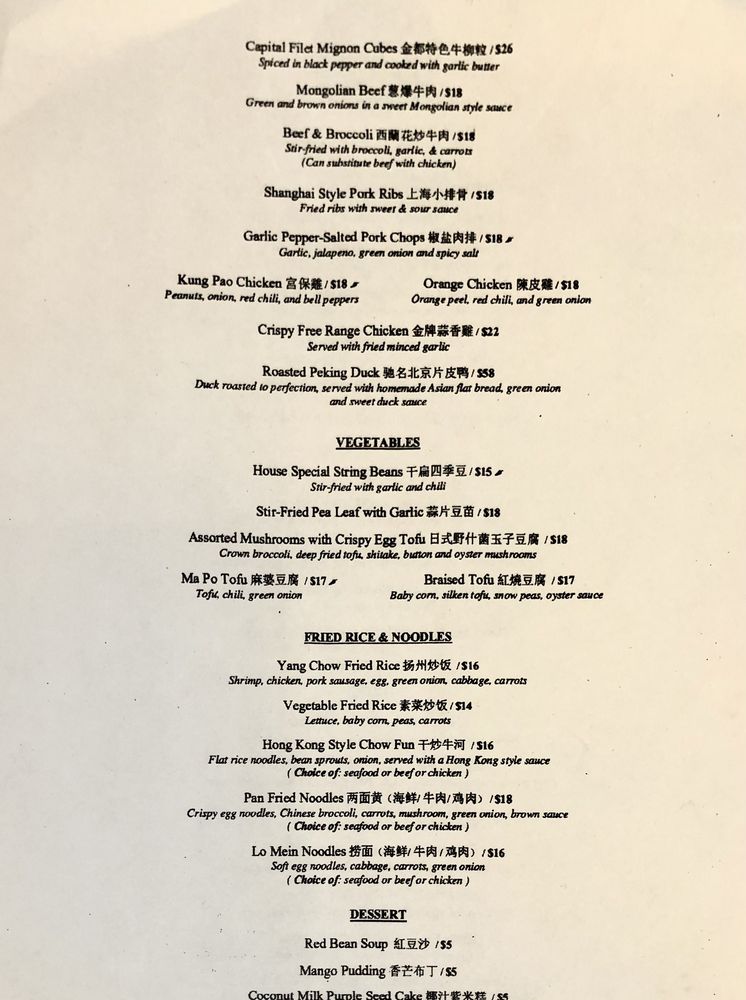 Capital Filet Mignon Cubes 金都特色牛柳粒 / $26
Spiced in black pepper and cooked with garlic butter
Mongolian Beef 葱爆牛肉 / $18
Green and brown onions in a sweet Mongolian style sauce
Beef & Broccoli 西蘭花炒牛肉 / $18
Stir-fried with broccoli, garlic, & carrots
(Can substitute beef with chicken)
Shanghai Style Pork Ribs 上海小排骨 / $18
Fried ribs with sweet & sour sauce
Garlic Pepper-Salted Pork Chops 椒盐肉排 / $18
Garlic, jalapeno, green onion and spicy salt
Kung Pao Chicken 宮保雞 / $18 Orange Chicken 陳皮雞 / $18
Peanuts, onion, red chili, and bell peppers Orange peel, red chili, and green onion
Crispy Free Range Chicken 金牌蒜香雞 / $22
Served with fried minced garlic
Roasted Peking Duck 驰名北京片皮鸭 / $58
Duck roasted to perfection, served with homemade Asian flat bread, green onion
and sweet duck sauce
VEGETABLES
House Special String Beans 干扁四季豆 / $15
Stir-fried with garlic and chili
Stir-Fried Pea Leaf with Garlic 蒜片豆苗 / $18
Assorted Mushrooms with Crispy Egg Tofu 日式野什菌玉子豆腐 / $18
Crown broccoli, deep fried tofu, shitake, button and oyster mushrooms
Ma Po Tofu 麻婆豆腐 / $17 Braised Tofu 紅燒豆腐 / $17
Tofu, chili, green onion Baby corn, silken tofu, snow peas, oyster sauce
FRIED RICE & NOODLES
Yang Chow Fried Rice 扬州炒饭 / $16
Shrimp, chicken, pork sausage, egg, green onion, cabbage, carrots
Vegetable Fried Rice 素菜炒饭 / $14
Lettuce, baby corn, peas, carrots
Hong Kong Style Chow Fun 干炒牛河 / $16
Flat rice noodles, bean sprouts, onion, served with a Hong Kong style sauce
( Choice of: seafood or beef or chicken )
Pan Fried Noodles 两面黄（海鲜/ 牛肉/ 鸡肉） / $18
Crispy egg noodles, Chinese broccoli, carrots, mushroom, green onion, brown sauce
( Choice of: seafood or beef or chicken )
Lo Mein Noodles 捞面（海鲜/ 牛肉 / 鸡肉） / $16
Soft egg noodles, cabbage, carrots, green onion
( Choice of: seafood or beef or chicken )
DESSERT
Red Bean Soup 紅豆沙 / $5
Mango Pudding 香芒布丁 / $5
Coconut Milk Purple Seed Cake 椰汁紫米糕 / $5